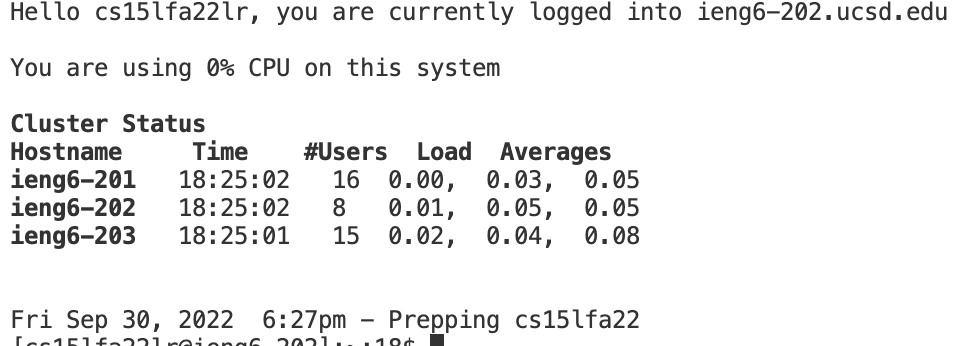 Hello cs15lfa22lr, you are currently logged into ieng6-202.ucsd.edu
You are using 0% CPU on this system
Cluster Status
Hostname Time #Users Load Averages
ieng6-201 18:25:02 16 0.00, 0.03, 0.05
ieng6-202 18:25:02 8 0.01, 0.05, 0.05
ieng6-203 18:25:01 15 0.02, 0.04, 0.08
Fri Sep 30, 2022 6:27pm - Prepping cs15lfa22
[cs15lfa22lr@ieng6-202]:~:18$